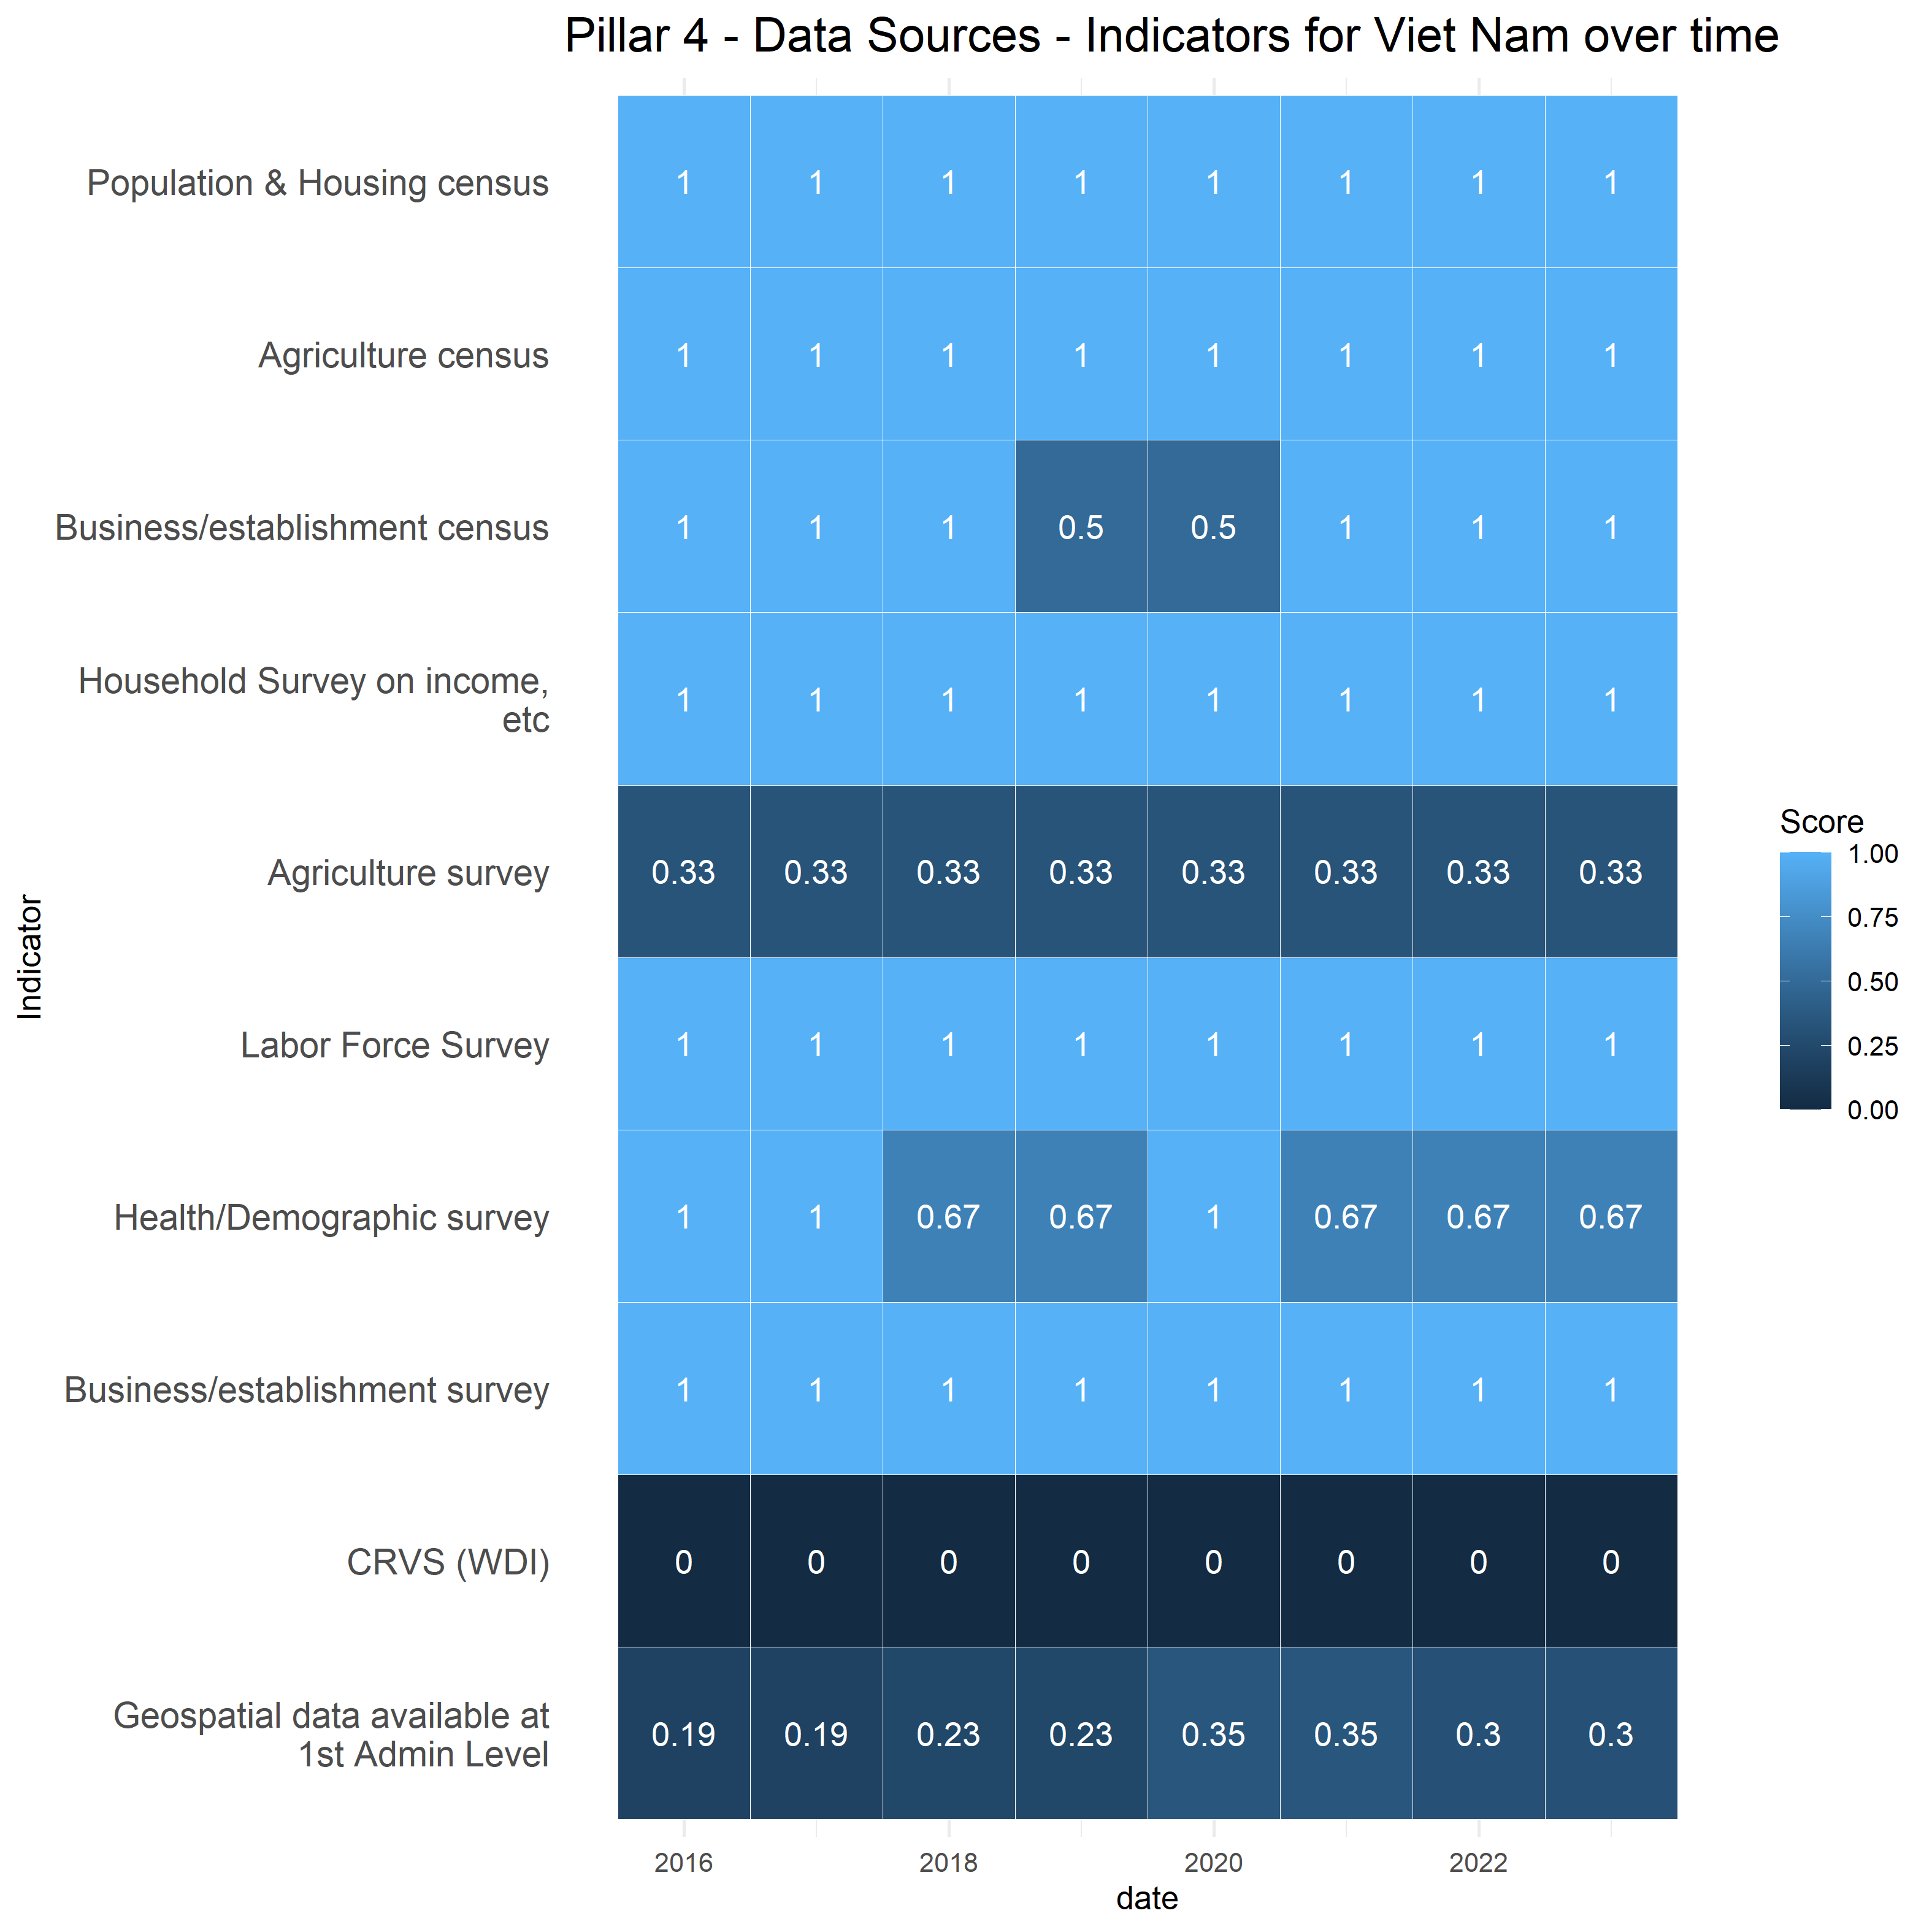 Pillar 4 - Data Sources - Indicators for Viet Nam over time
Indicator
Population & Housing census
1 1 1 1 1 1 1 1
Agriculture census
1 1 1 1 1 1 1 1
Business/establishment census
1 1 1 0.5 0.5 1 1 1
Household Survey on income,
etc
1 1 1 1 1 1 1 1
Agriculture survey
0.33 0.33 0.33 0.33 0.33 0.33 0.33 0.33
Labor Force Survey
1 1 1 1 1 1 1 1
Health/Demographic survey
1 1 0.67 0.67 1 0.67 0.67 0.67
Business/establishment survey
1 1 1 1 1 1 1 1
CRVS (WDI)
0 0 0 0 0 0 0 0
Geospatial data available at
1st Admin Level
0.19 0.19 0.23 0.23 0.35 0.35 0.3 0.3
2016 2018 2020 2022
date
Score
1.00
0.75
0.50
0.25
0.00